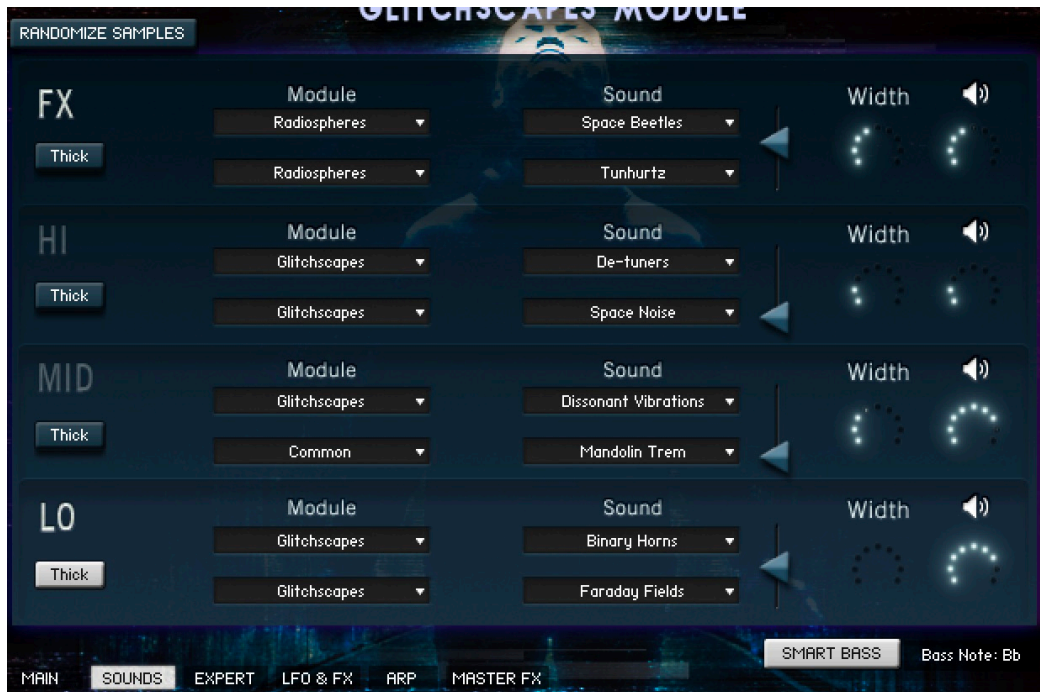 GLITCHSCAPES MODULE
RANDOMIZE SAMPLES
FX
Module
Sound
Width
Thick
Radiospheres
Space Beetles
Radiospheres
Tunhurtz
HI
Module
Sound
Width
Thick
Glitchscapes
De-tuners
Glitchscapes
Space Noise
MID
Module
Sound
Width
Thick
Glitchscapes
Dissonant Vibrations
Common
Mandolin Trem
LO
Module
Sound
Width
Thick
Glitchscapes
Binary Horns
Glitchscapes
Faraday Fields
SMART BASS
Bass Note: Bb
MAIN
SOUNDS
EXPERT
LFO & FX
ARP
MASTER FX